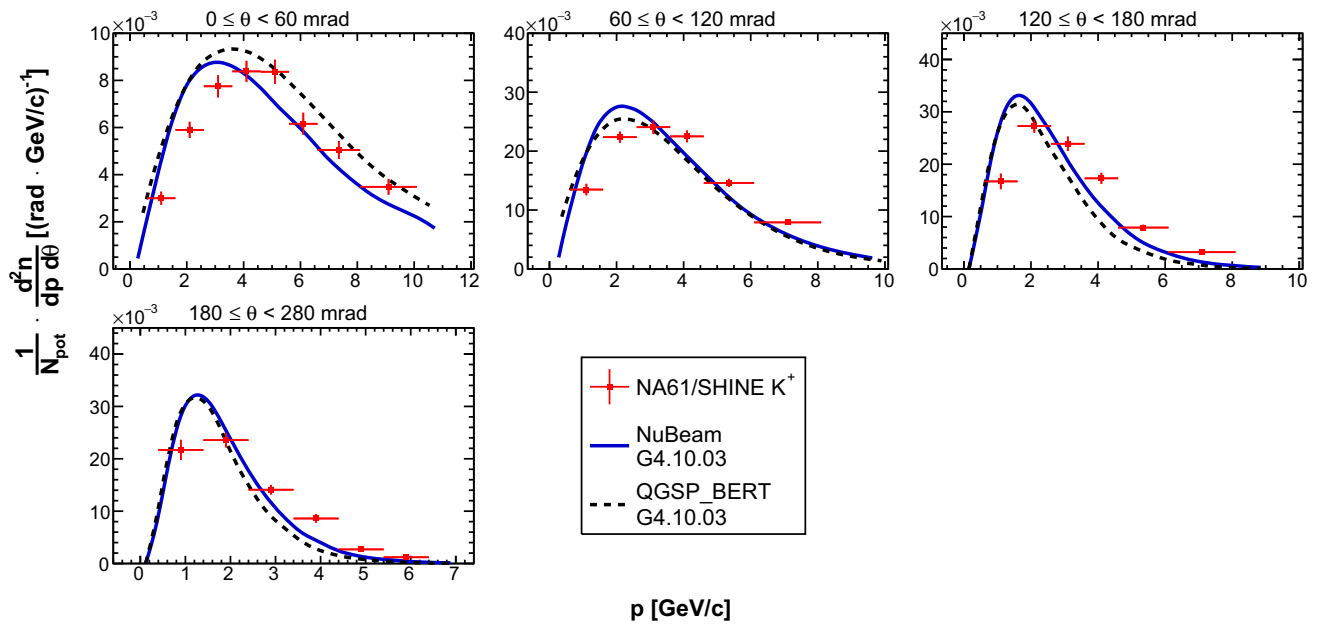 0 ≤ θ < 60 mrad
60 ≤ θ < 120 mrad
120 ≤ θ < 180 mrad
×10⁻³
×10⁻³
×10⁻³
10
8
6
4
2
0
0 2 4 6 8 10
40
30
20
10
0
0 2 4 6 8 10
40
30
20
10
0
0 2 4 6 8 10
1/N_pot · d²n/dp dθ [(rad · GeV/c)⁻¹]
180 ≤ θ < 280 mrad
×10⁻³
40
30
20
10
0
0 1 2 3 4 5 6 7
NA61/SHINE K⁺
NuBeam
G4.10.03
QGSP_BERT
G4.10.03
p [GeV/c]